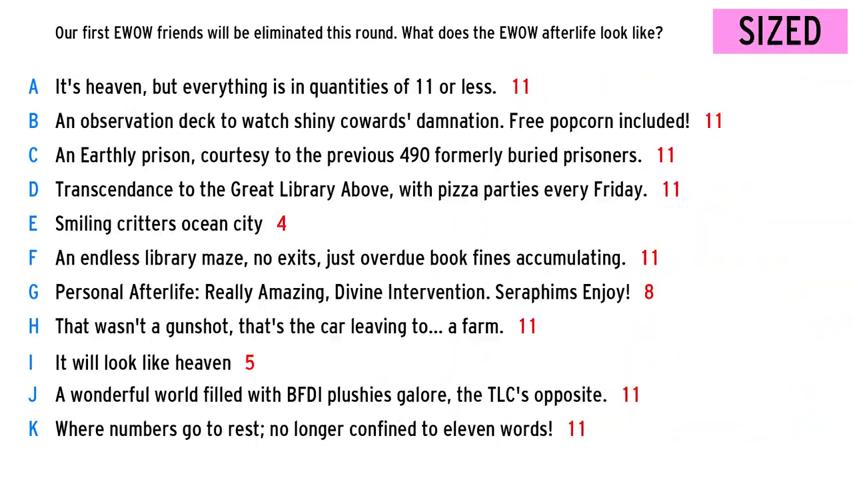 Our first EWOW friends will be eliminated this round. What does the EWOW afterlife look like?
SIZED
A It's heaven, but everything is in quantities of 11 or less. 11
B An observation deck to watch shiny cowards' damnation. Free popcorn included! 11
C An Earthly prison, courtesy to the previous 490 formerly buried prisoners. 11
D Transcendance to the Great Library Above, with pizza parties every Friday. 11
E Smiling critters ocean city 4
F An endless library maze, no exits, just overdue book fines accumulating. 11
G Personal Afterlife: Really Amazing, Divine Intervention. Seraphims Enjoy! 8
H That wasn't a gunshot, that's the car leaving to... a farm. 11
I It will look like heaven 5
J A wonderful world filled with BFDI plushies galore, the TLC's opposite. 11
K Where numbers go to rest; no longer confined to eleven words! 11